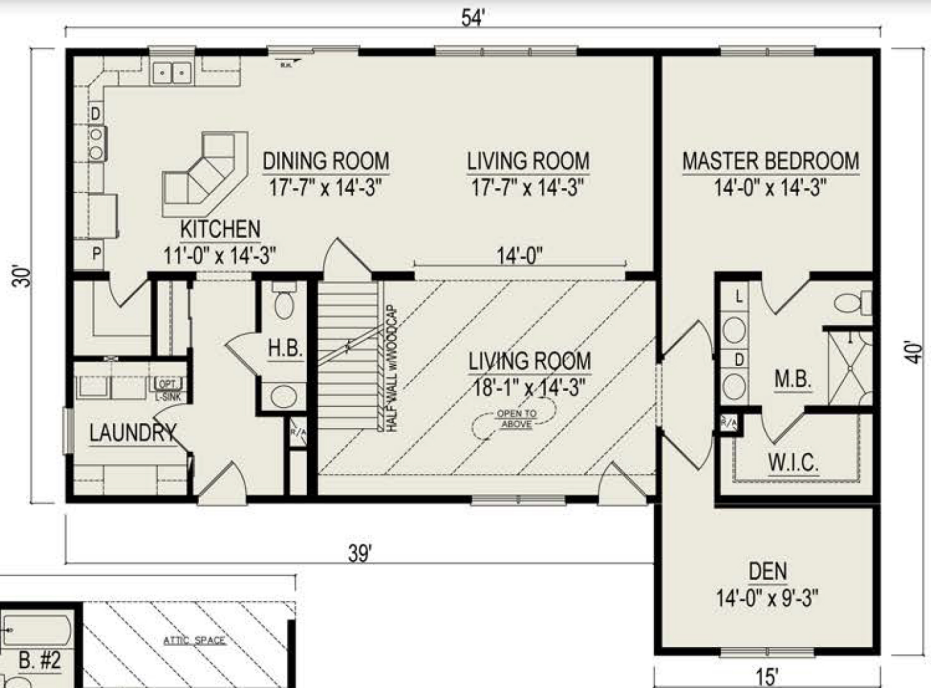 54'
R.H.
D
DINING ROOM
17'-7" x 14'-3"
LIVING ROOM
17'-7" x 14'-3"
MASTER BEDROOM
14'-0" x 14'-3"
KITCHEN
11'-0" x 14'-3"
P
14'-0"
30'
40'
H.B.
HALF WALL w/WOODCAP
LIVING ROOM
18'-1" x 14'-3"
OPEN TO
ABOVE
L
D
M.B.
OPT.
L-SINK
LAUNDRY
R/A
R/A
W.I.C.
39'
DEN
14'-0" x 9'-3"
15'
ATTIC SPACE
B. #2